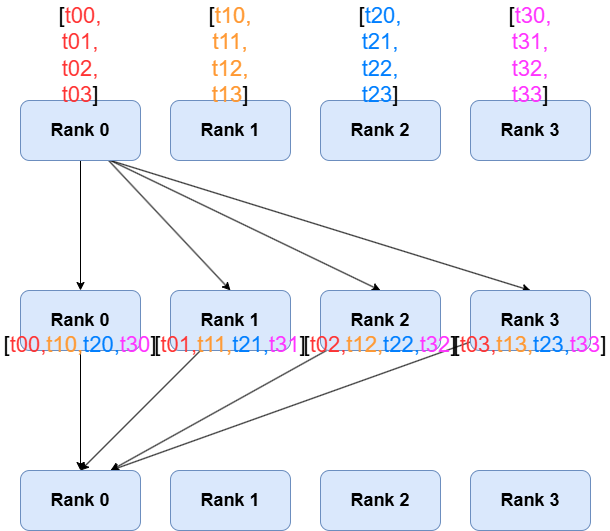 [t00, [t10, [t20, [t30,
t01, t11, t21, t31,
t02, t12, t22, t32,
t03] t13] t23] t33]
Rank 0 Rank 1 Rank 2 Rank 3
Rank 0 Rank 1 Rank 2 Rank 3
[t00,t10,t20,t30] [t01,t11,t21,t31] [t02,t12,t22,t32] [t03,t13,t23,t33]
Rank 0 Rank 1 Rank 2 Rank 3